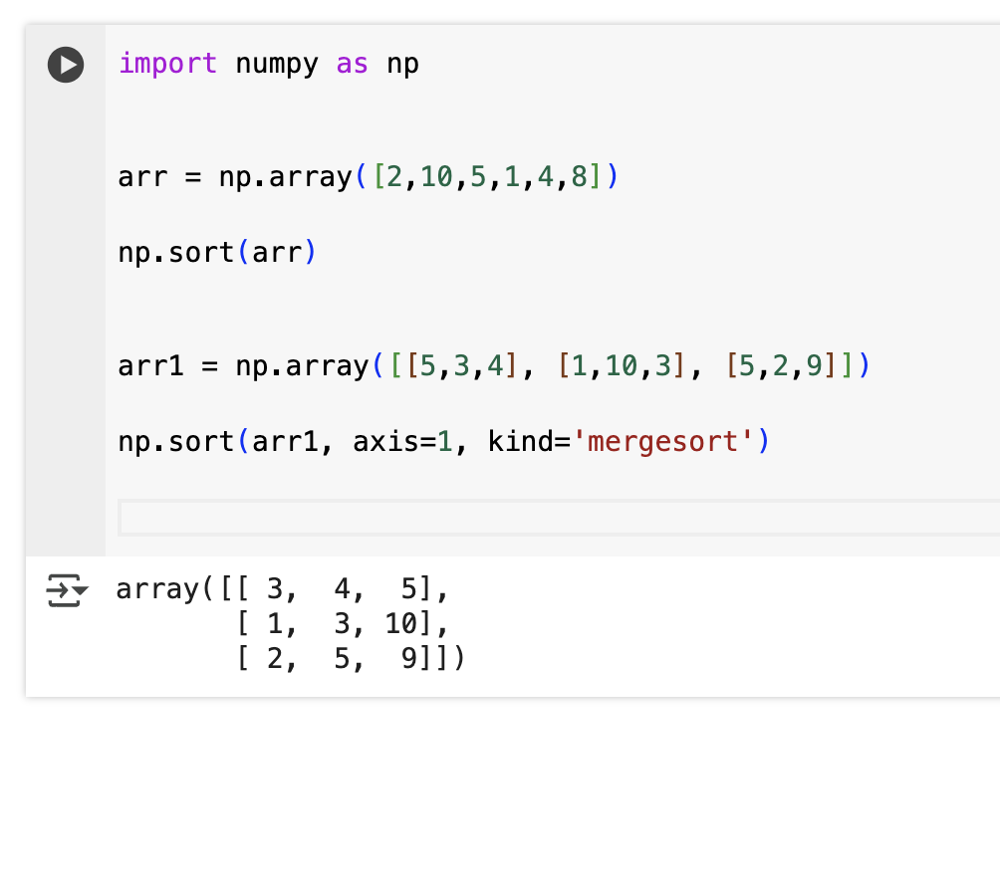 import numpy as np
arr = np.array([2,10,5,1,4,8])
np.sort(arr)
arr1 = np.array([[5,3,4], [1,10,3], [5,2,9]])
np.sort(arr1, axis=1, kind='mergesort')
array([[ 3,  4,  5],
       [ 1,  3, 10],
       [ 2,  5,  9]])